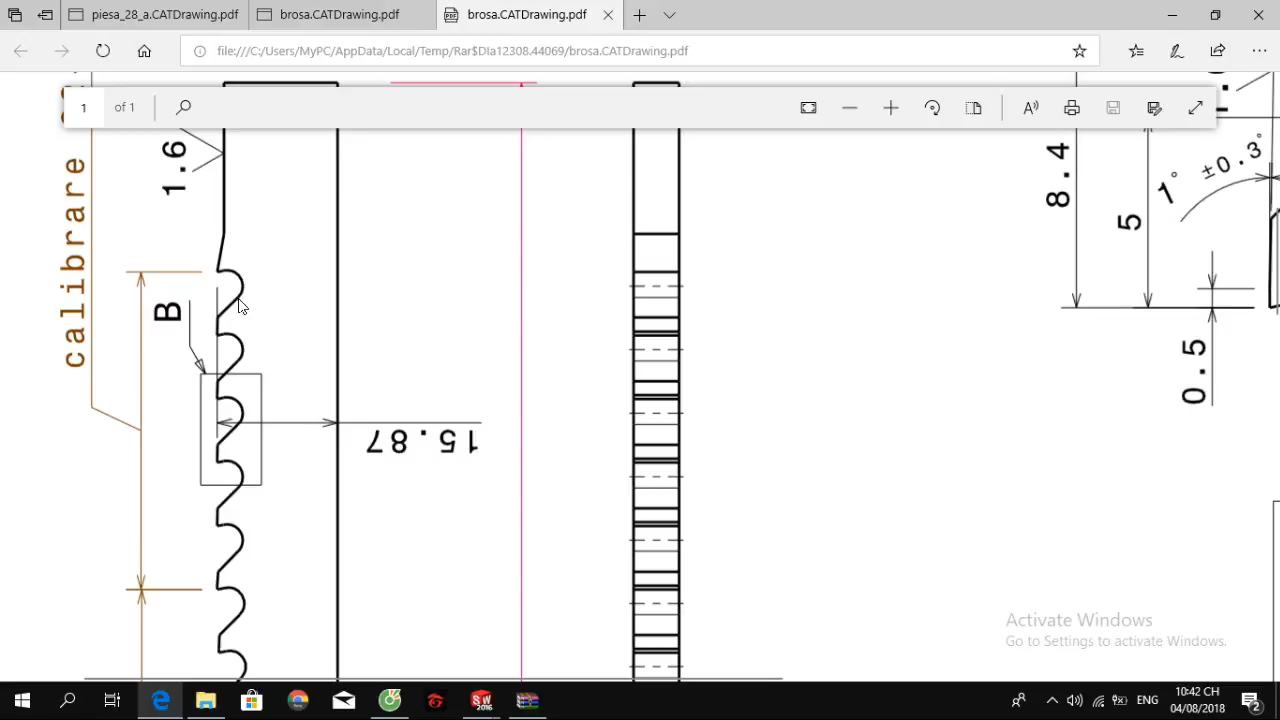 piesa_28_a.CATDrawing.pdf
brosa.CATDrawing.pdf
brosa.CATDrawing.pdf
file:///C:/Users/MyPC/AppData/Local/Temp/Rar$DIa12308.44069/brosa.CATDrawing.pdf
1 of 1
1.6
calibrare
B
15.87
8.4
5
1° ±0.3°
0.5
Activate Windows
Go to Settings to activate Windows.
SW
2016
ENG
10:42 CH
04/08/2018
2